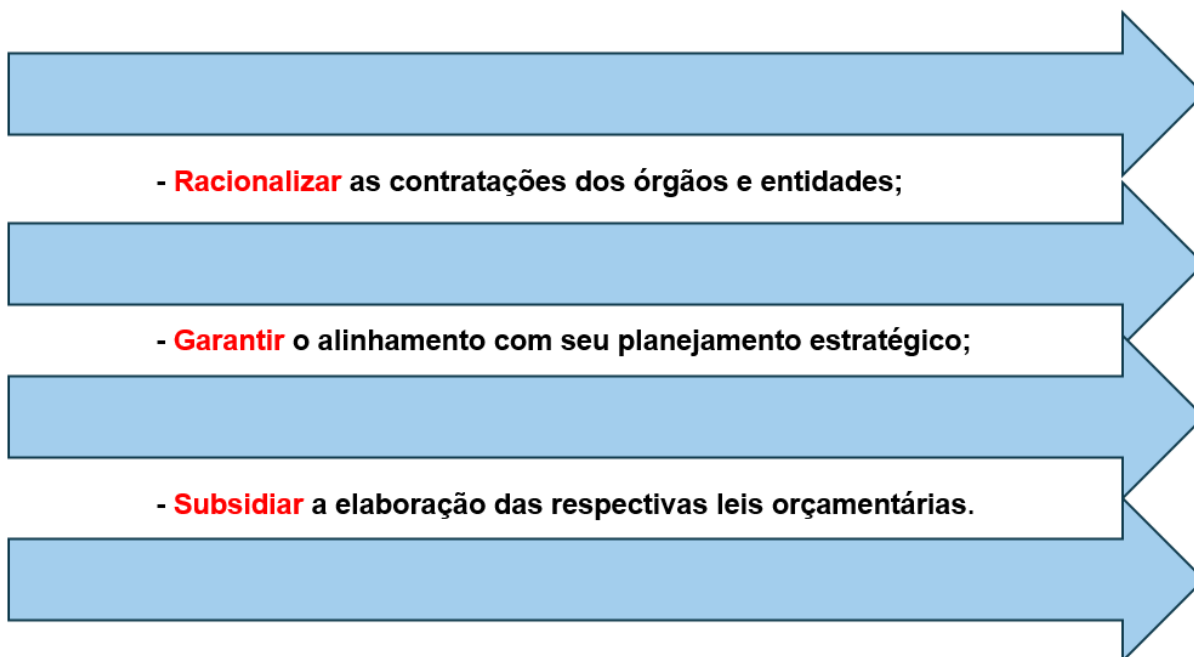 - Racionalizar as contratações dos órgãos e entidades;
- Garantir o alinhamento com seu planejamento estratégico;
- Subsidiar a elaboração das respectivas leis orçamentárias.